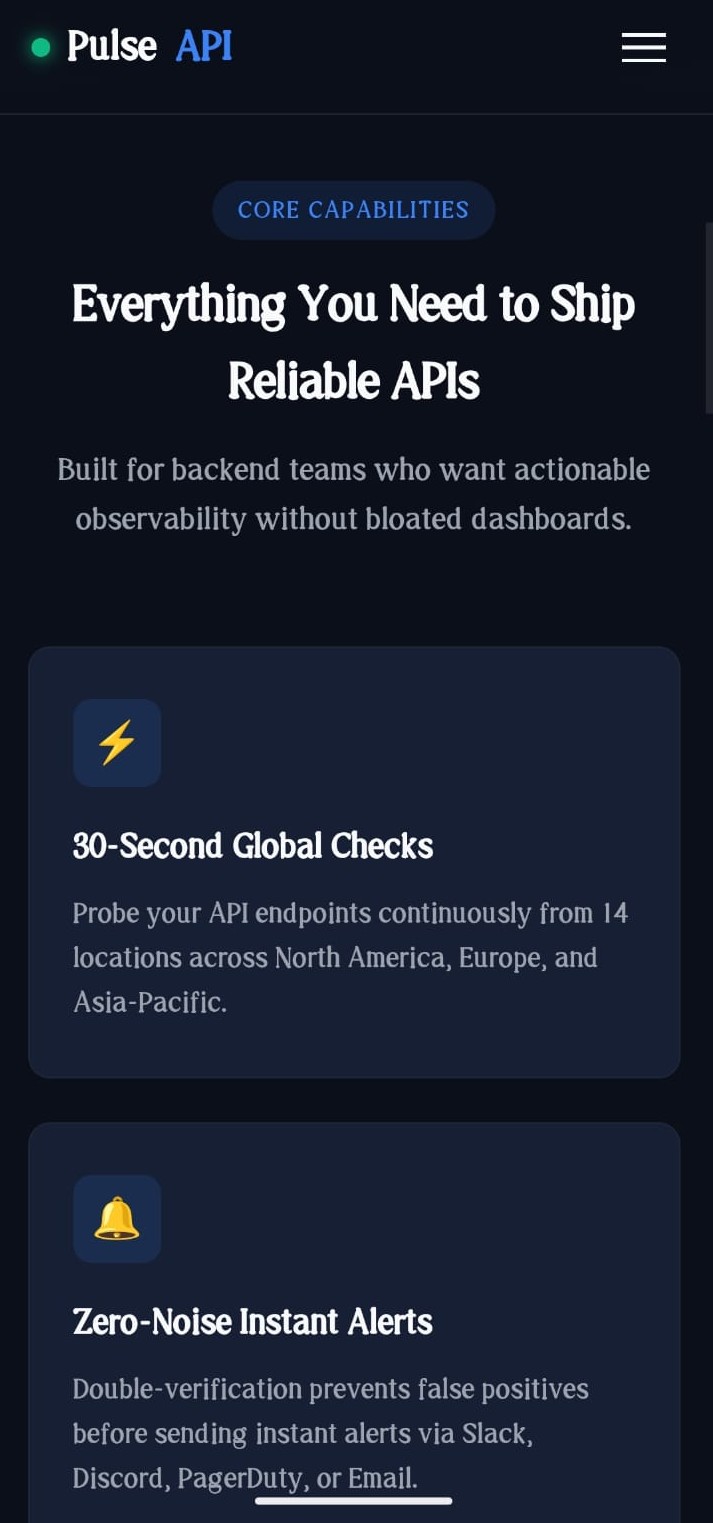 Pulse API
CORE CAPABILITIES
Everything You Need to Ship
Reliable APIs
Built for backend teams who want actionable
observability without bloated dashboards.
30-Second Global Checks
Probe your API endpoints continuously from 14
locations across North America, Europe, and
Asia-Pacific.
Zero-Noise Instant Alerts
Double-verification prevents false positives
before sending instant alerts via Slack,
Discord, PagerDuty, or Email.